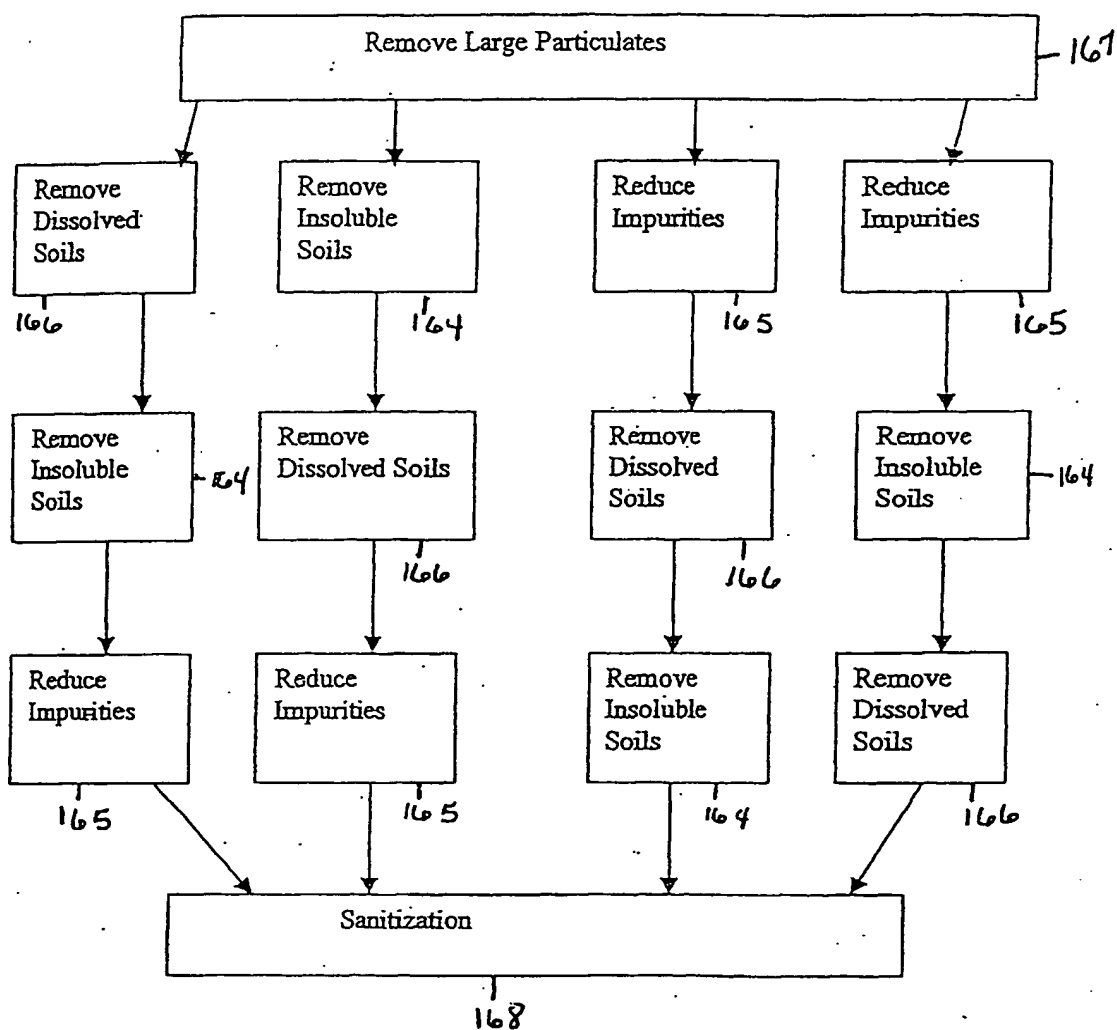 Remove Large Particulates
167
Remove
Dissolved
Soils
166
Remove
Insoluble
Soils
164
Reduce
Impurities
165
Reduce
Impurities
165
Remove
Insoluble
Soils
164
Remove
Dissolved Soils
166
Remove
Dissolved
Soils
166
Remove
Insoluble
Soils
164
Reduce
Impurities
165
Reduce
Impurities
165
Remove
Insoluble
Soils
164
Remove
Dissolved
Soils
166
Sanitization
168